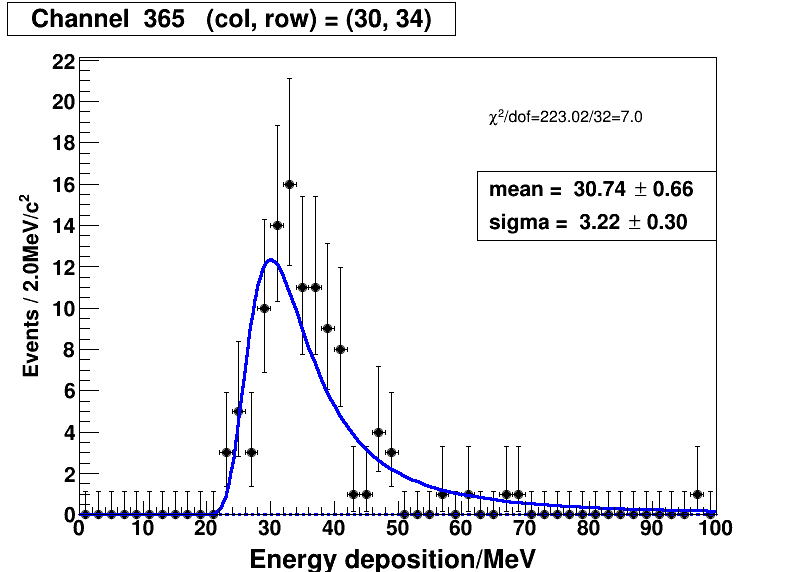 Channel 365 (col, row) = (30, 34)
χ²/dof=223.02/32=7.0
mean = 30.74 ± 0.66
sigma = 3.22 ± 0.30
Events / 2.0MeV/c²
22
20
18
16
14
12
10
8
6
4
2
0
0 10 20 30 40 50 60 70 80 90 100
Energy deposition/MeV